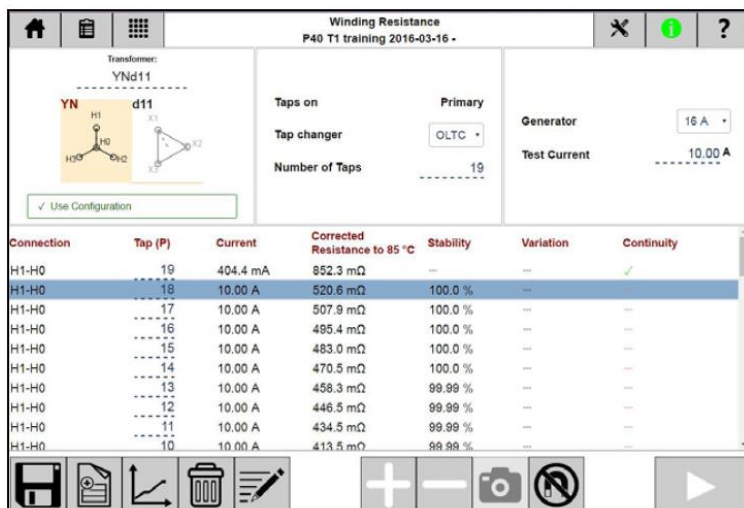 Winding Resistance
P40 T1 training 2016-03-16 -
i
?
Transformer:
YNd11
YN d11
H1
H0
H3 H2
X1
X2
X3
✓ Use Configuration
Taps on Primary
Tap changer OLTC
Number of Taps 19
Generator 16 A
Test Current 10.00 A
Connection Tap (P) Current Corrected Resistance to 85 °C Stability Variation Continuity
H1-H0 19 404.4 mA 852.3 mΩ --- --- ✓
H1-H0 18 10.00 A 520.6 mΩ 100.0 % --- ---
H1-H0 17 10.00 A 507.9 mΩ 100.0 % --- ---
H1-H0 16 10.00 A 495.4 mΩ 100.0 % --- ---
H1-H0 15 10.00 A 483.0 mΩ 100.0 % --- ---
H1-H0 14 10.00 A 470.5 mΩ 100.0 % --- ---
H1-H0 13 10.00 A 458.3 mΩ 99.99 % --- ---
H1-H0 12 10.00 A 446.5 mΩ 99.99 % --- ---
H1-H0 11 10.00 A 434.5 mΩ 99.99 % --- ---
H1-H0 10 10.00 A 413.5 mΩ 99.99 % --- ---